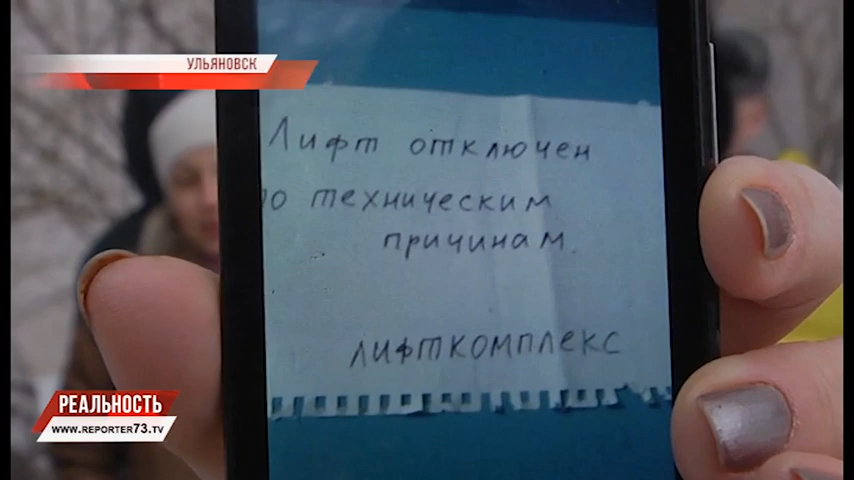 УЛЬЯНОВСК
Лифт отключен
по техническим
причинам.
ЛИФТКОМПЛЕКС
РЕАЛЬНОСТЬ
WWW.REPORTER73.TV